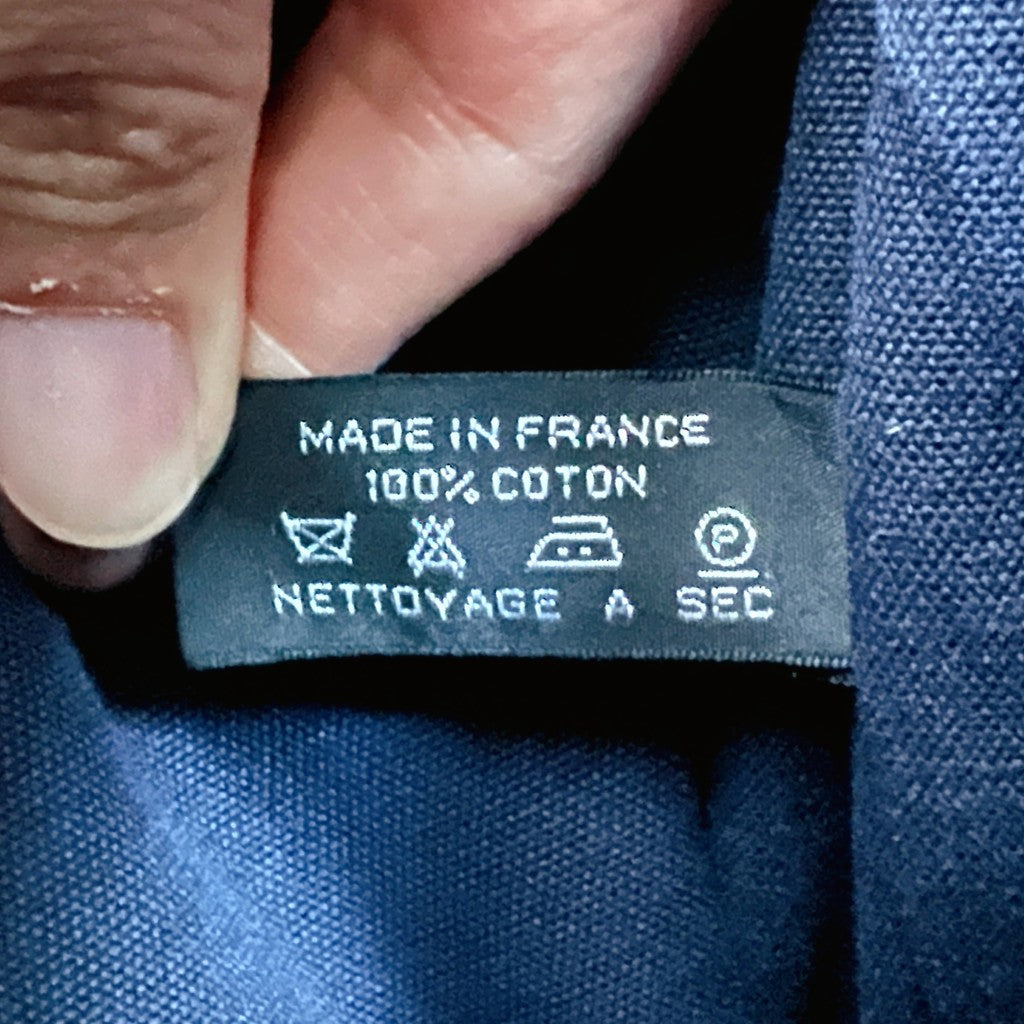 MADE IN FRANCE
100% COTON
P
NETTOYAGE A SEC